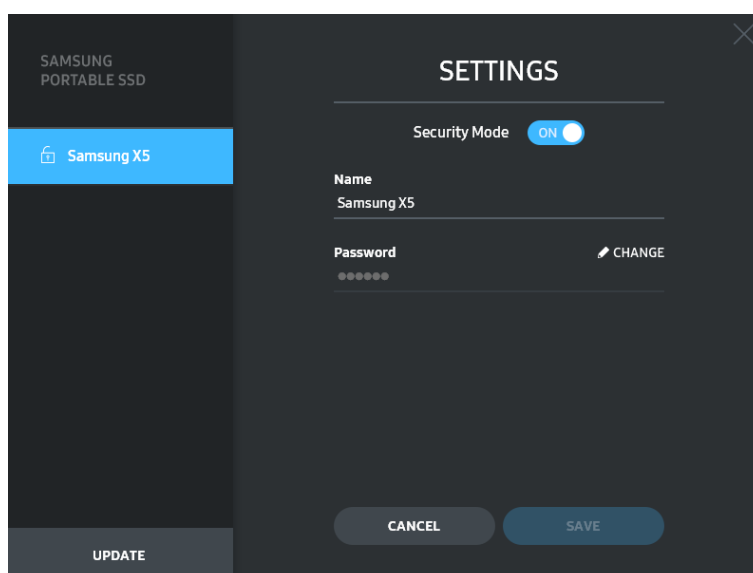 SAMSUNG
PORTABLE SSD
Samsung X5
UPDATE
SETTINGS
Security Mode ON
Name
Samsung X5
Password CHANGE
●●●●●●
CANCEL SAVE